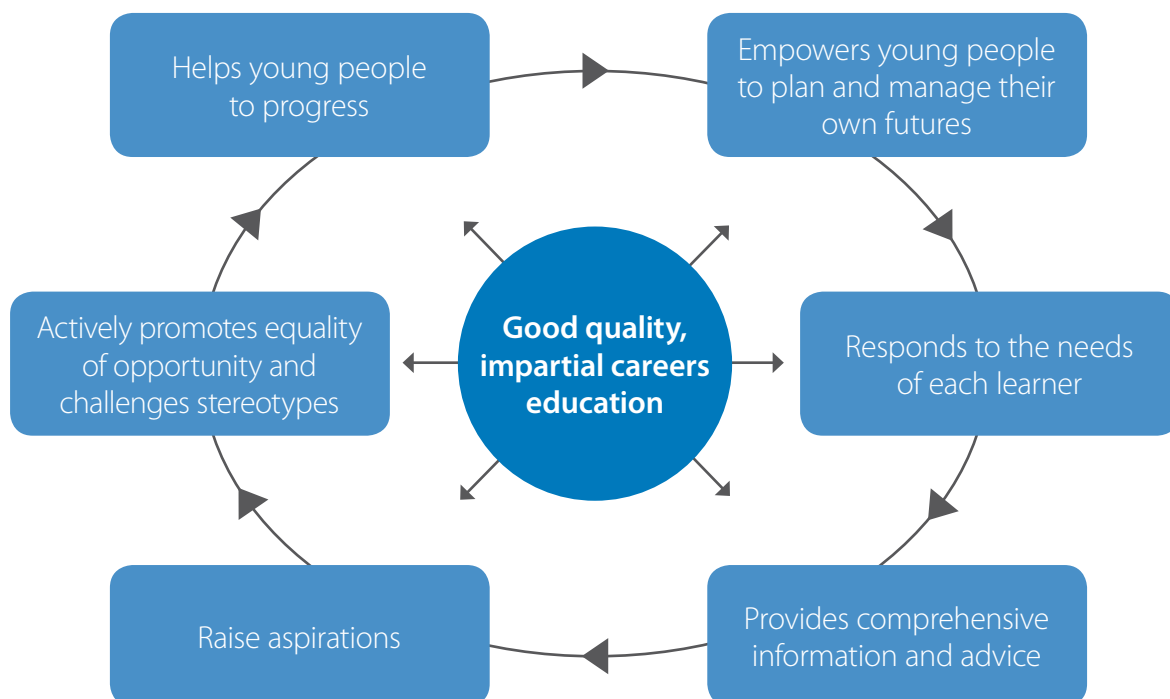 Helps young people
to progress
Empowers young people
to plan and manage their
own futures
Actively promotes equality
of opportunity and
challenges stereotypes
Good quality,
impartial careers
education
Responds to the needs
of each learner
Raise aspirations
Provides comprehensive
information and advice